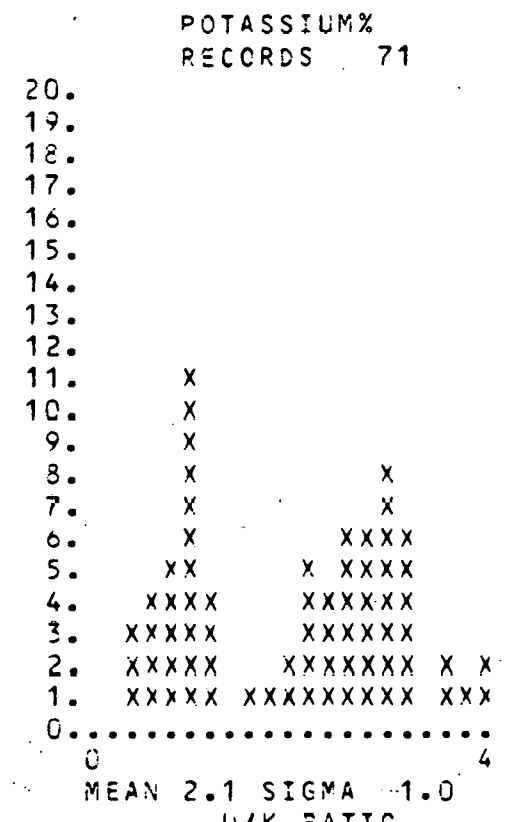 POTASSIUM%
RECORDS   71
20.
19.
18.
17.
16.
15.
14.
13.
12.
11.     X
10.     X
 9.     X
 8.     X         X
 7.     X         X
 6.     X       XXXX
 5.    XX     X XXXX
 4.   XXXX    XXXXXX
 3.  XXXXX    XXXXXX
 2.  XXXXX   XXXXXXX X X
 1.  XXXXX XXXXXXXXX XXX
 0......................
0                   4
MEAN 2.1 SIGMA  1.0
U/K RATIO